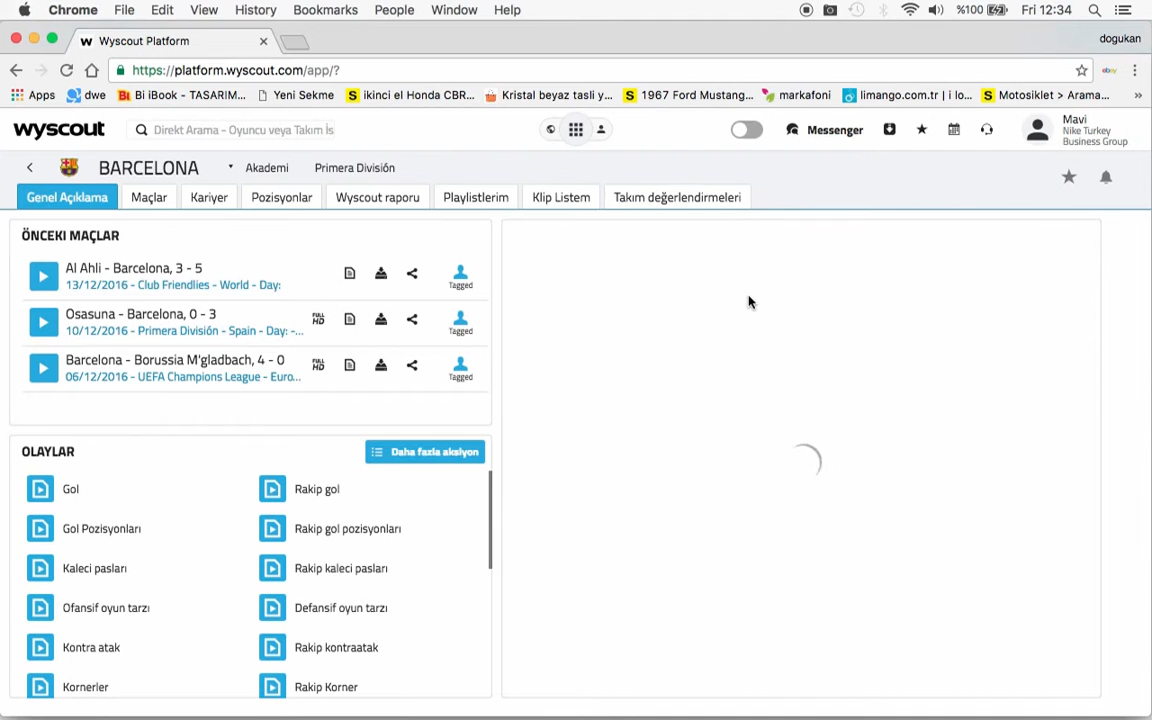 Chrome File Edit View History Bookmarks People Window Help %100 Fri 12:34
Wyscout Platform dogukan
https://platform.wyscout.com/app/? ebay
Apps dwe Bi iBook - TASARIM... Yeni Sekme ikinci el Honda CBR... Kristal beyaz tasli y... 1967 Ford Mustang... markafoni limango.com.tr | i lo... Motosiklet > Arama... »
wyscout Direkt Arama - Oyuncu veya Takım İs Messenger
Mavi
Nike Turkey
Business Group
BARCELONA Akademi Primera División
Genel Açıklama Maçlar Kariyer Pozisyonlar Wyscout raporu Playlistlerim Klip Listem Takım değerlendirmeleri
ÖNCEKI MAÇLAR
Al Ahli - Barcelona, 3 - 5
13/12/2016 - Club Friendlies - World - Day:
Tagged
Osasuna - Barcelona, 0 - 3
FULL HD
10/12/2016 - Primera División - Spain - Day: -...
Tagged
Barcelona - Borussia M'gladbach, 4 - 0
FULL HD
06/12/2016 - UEFA Champions League - Euro...
Tagged
OLAYLAR Daha fazla aksiyon
Gol Rakip gol
Gol Pozisyonları Rakip gol pozisyonları
Kaleci pasları Rakip kaleci pasları
Ofansif oyun tarzı Defansif oyun tarzı
Kontra atak Rakip kontraatak
Kornerler Rakip Korner